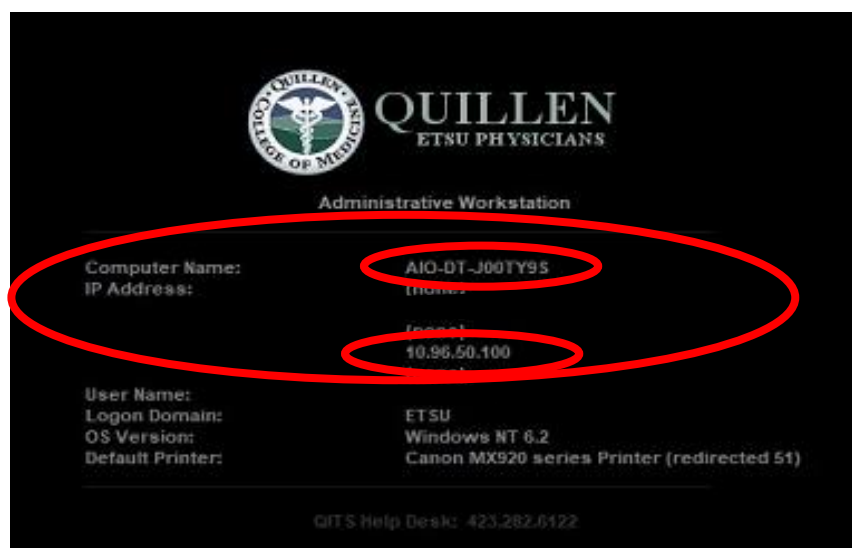 QUILLEN
COLLEGE OF MEDICINE
QUILLEN
ETSU PHYSICIANS
Administrative Workstation
Computer Name: AIO-DT-J00TY9S
IP Address: (none)
(none)
10.96.50.100
User Name:
Logon Domain: ETSU
OS Version: Windows NT 6.2
Default Printer: Canon MX920 series Printer (redirected 51)
QITS Help Desk: 423.282.6122